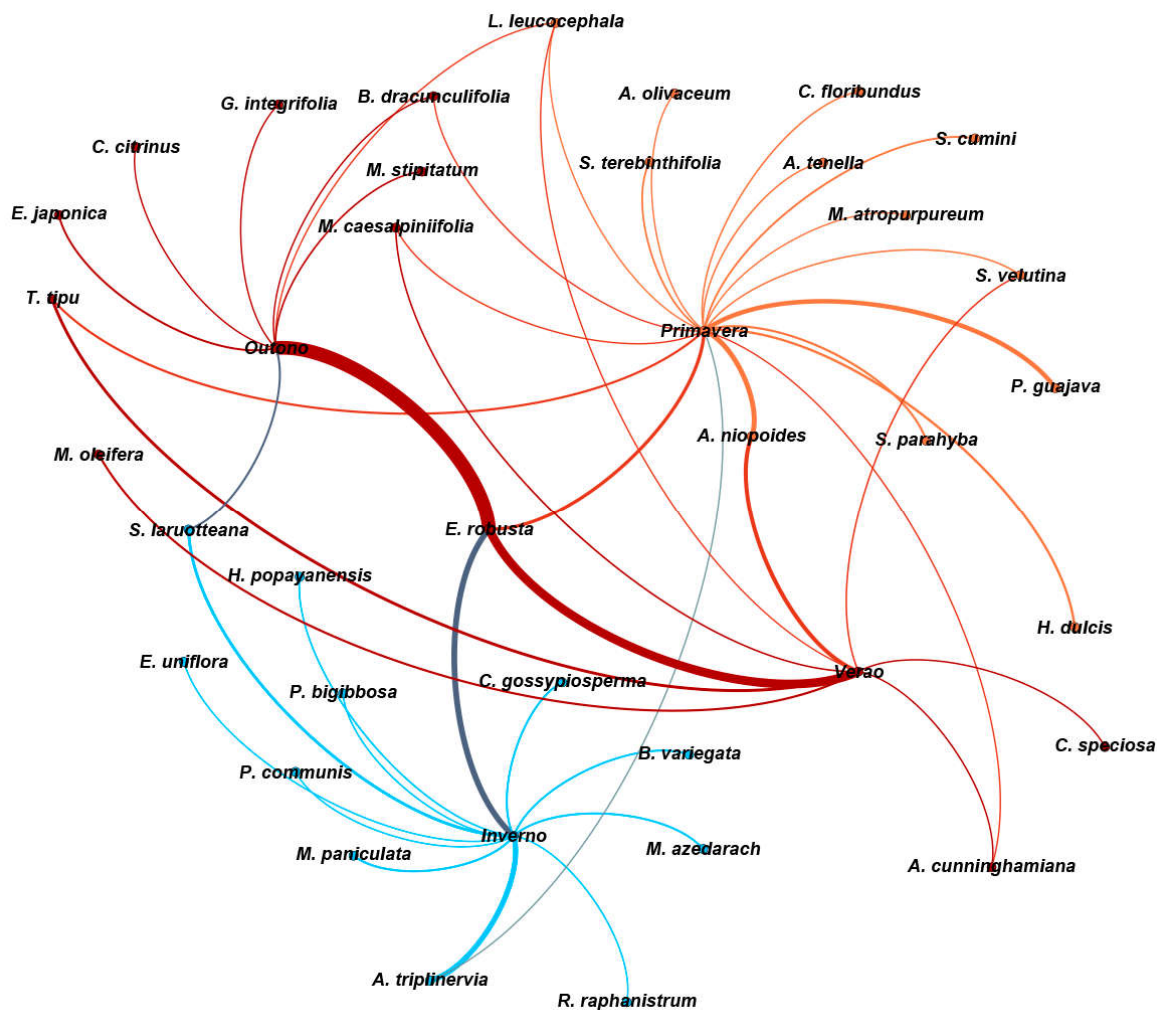 L. leucocephala
A. olivaceum
C. floribundus
B. dracunculifolia
G. integrifolia
S. cumini
C. citrinus
S. terebinthifolia
A. tenella
M. stipitatum
E. japonica
M. atropurpureum
M. caesalpiniifolia
S. velutina
T. tipu
Primavera
Outono
P. guajava
A. niopoides
S. parahyba
M. oleifera
S. laruotteana
E. robusta
H. popayanensis
H. dulcis
E. uniflora
Verão
C. gossypiosperma
P. bigibbosa
C. speciosa
B. variegata
P. communis
Inverno
M. azedarach
M. paniculata
A. cunninghamiana
A. triplinervia
R. raphanistrum